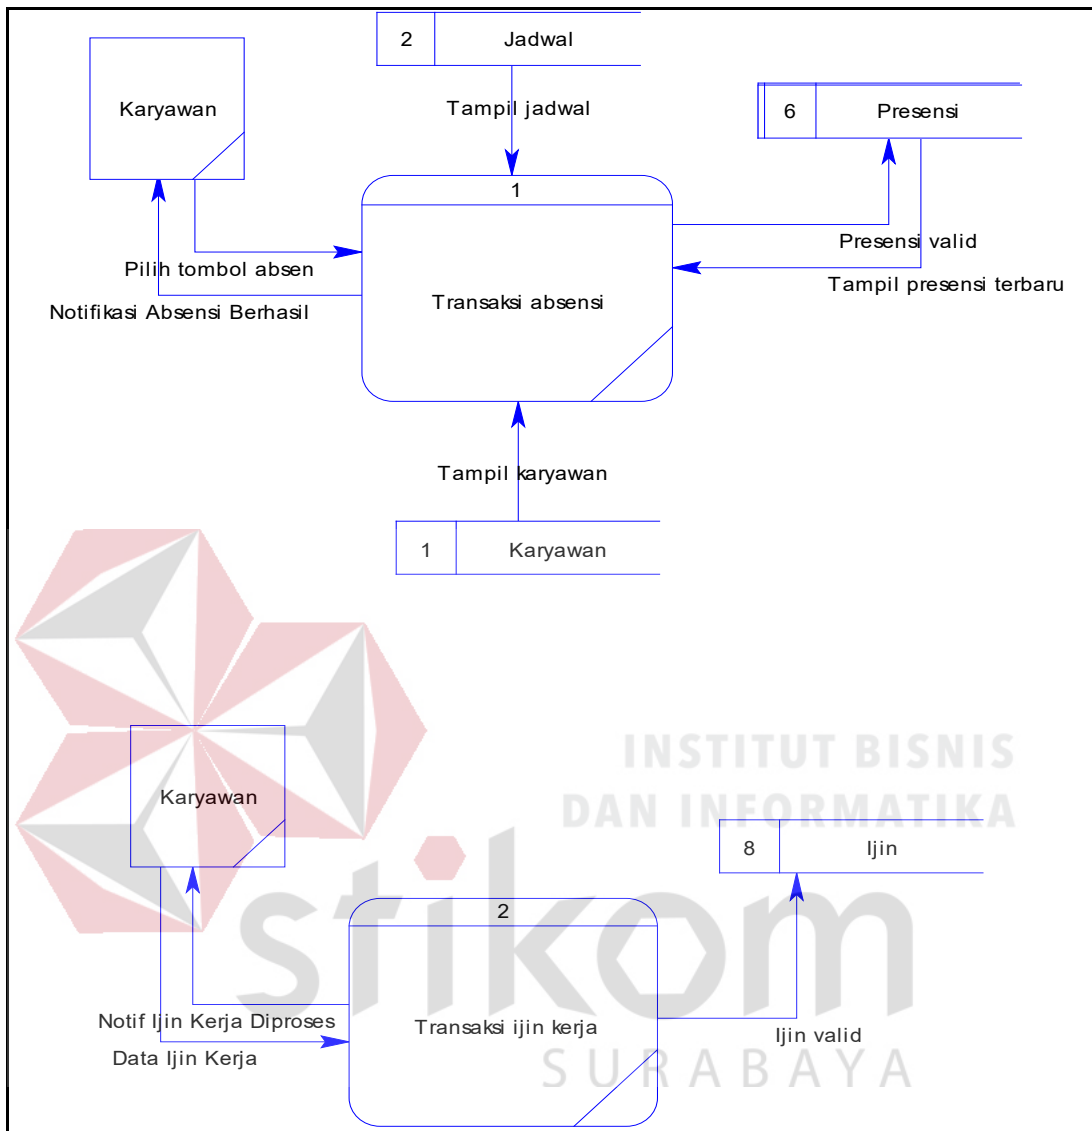 2 Jadwal
Karyawan
6 Presensi
Tampil jadwal
1
Presensi valid
Pilih tombol absen
Tampil presensi terbaru
Transaksi absensi
Notifikasi Absensi Berhasil
Tampil karyawan
1 Karyawan
INSTITUT BISNIS
DAN INFORMATIKA
Karyawan
8 Ijin
stikom
2
Notif Ijin Kerja Diproses
Transaksi ijin kerja
Ijin valid
Data Ijin Kerja
SURABAYA